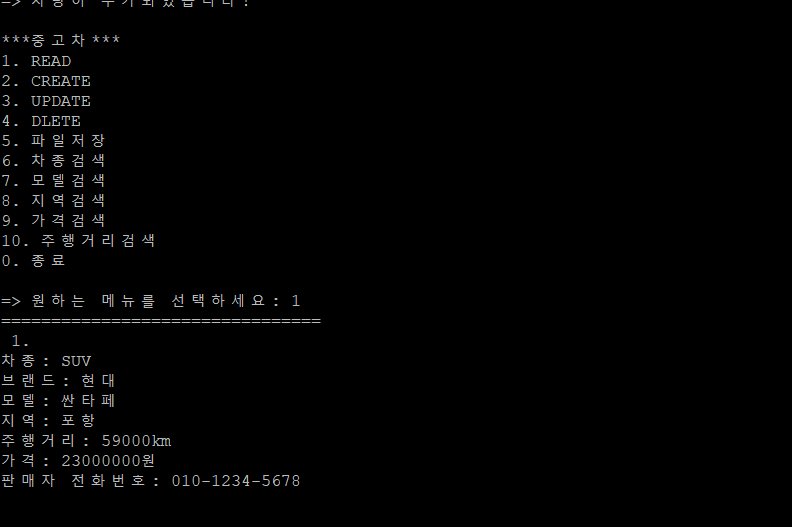 ***중고차***
1. READ
2. CREATE
3. UPDATE
4. DLETE
5. 파일저장
6. 차종검색
7. 모델검색
8. 지역검색
9. 가격검색
10. 주행거리검색
0. 종료
=> 원하는 메뉴를 선택하세요: 1
================================
1.
차종: SUV
브랜드: 현대
모델: 싼타페
지역: 포항
주행거리: 59000km
가격: 23000000원
판매자 전화번호: 010-1234-5678